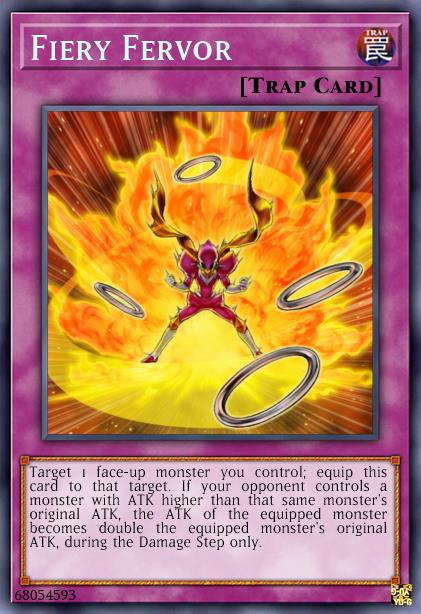 Fiery Fervor
TRAP
罠
[Trap Card]
Target 1 face-up monster you control; equip this
card to that target. If your opponent controls a
monster with ATK higher than that same monster's
original ATK, the ATK of the equipped monster
becomes double the equipped monster's original
ATK, during the Damage Step only.
68054593